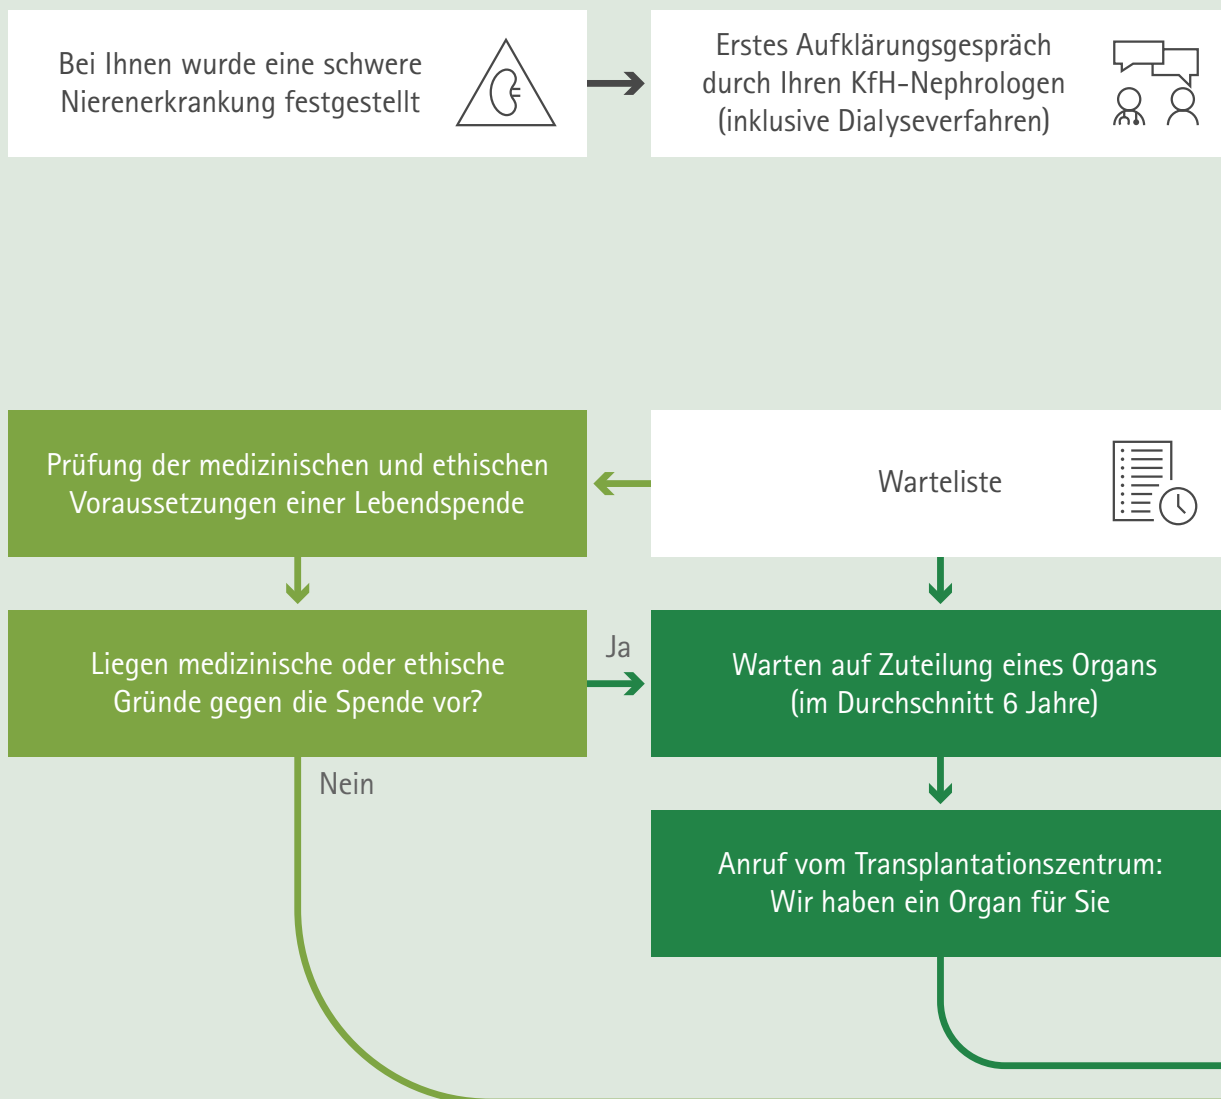 Bei Ihnen wurde eine schwere
Nierenerkrankung festgestellt
Erstes Aufklärungsgespräch
durch Ihren KfH-Nephrologen
(inklusive Dialyseverfahren)
Prüfung der medizinischen und ethischen
Voraussetzungen einer Lebendspende
Warteliste
Liegen medizinische oder ethische
Gründe gegen die Spende vor?
Ja
Warten auf Zuteilung eines Organs
(im Durchschnitt 6 Jahre)
Nein
Anruf vom Transplantationszentrum:
Wir haben ein Organ für Sie